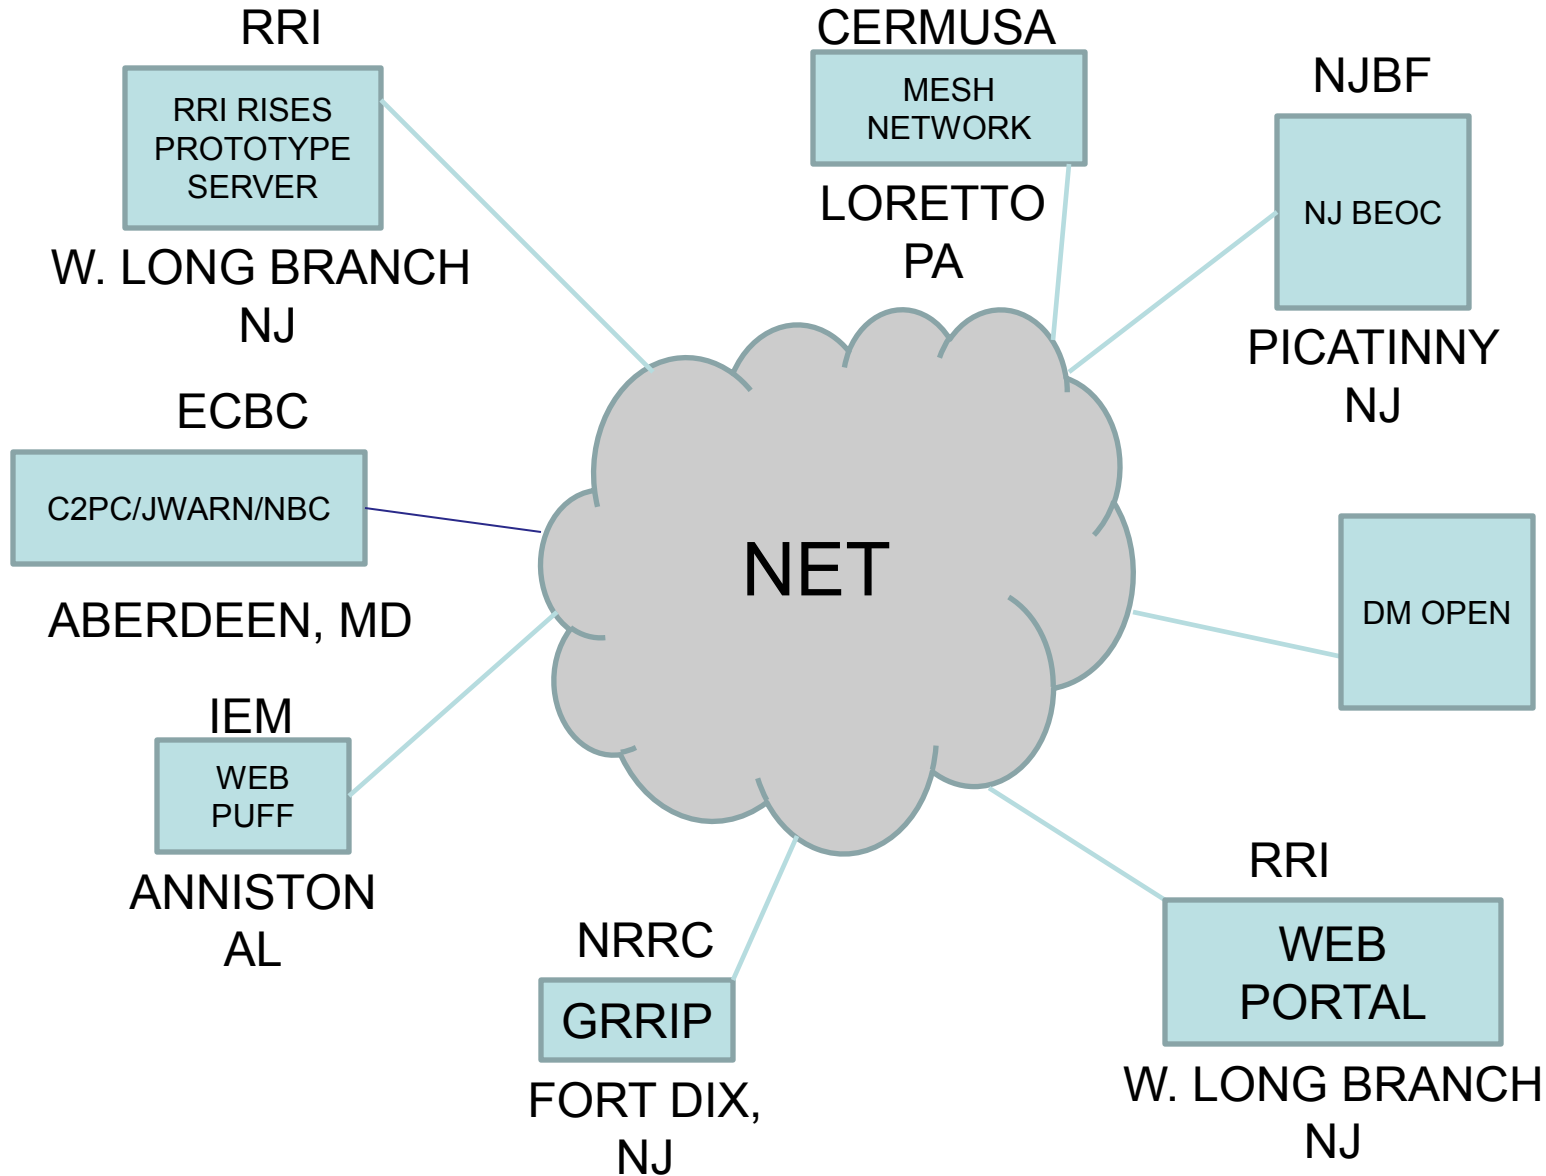 RRI
RRI RISES
PROTOTYPE
SERVER
W. LONG BRANCH
NJ
CERMUSA
MESH
NETWORK
LORETTO
PA
NJBF
NJ BEOC
PICATINNY
NJ
ECBC
C2PC/JWARN/NBC
ABERDEEN, MD
NET
DM OPEN
IEM
WEB
PUFF
ANNISTON
AL
NRRC
GRRIP
FORT DIX,
NJ
RRI
WEB
PORTAL
W. LONG BRANCH
NJ